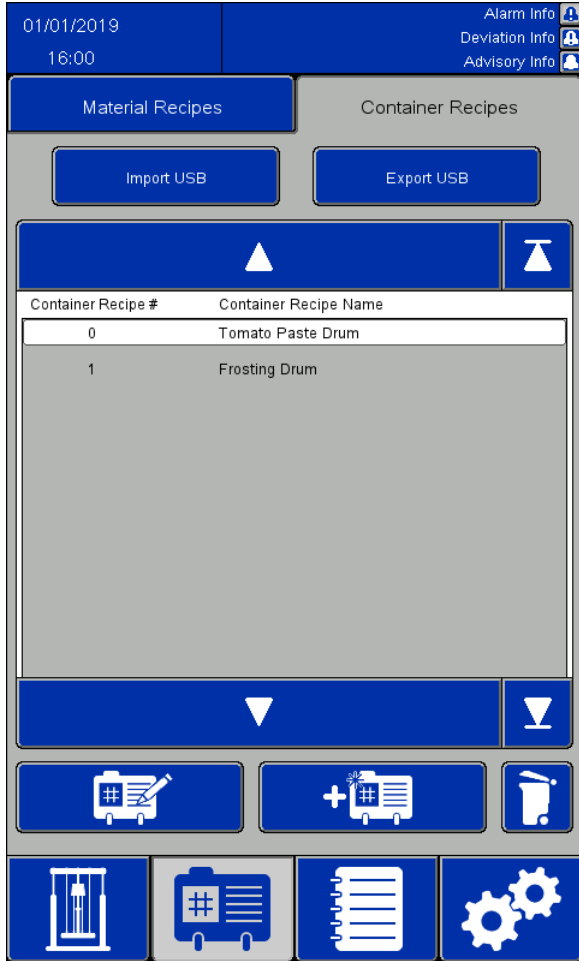 01/01/2019
16:00
Alarm Info
Deviation Info
Advisory Info
Material Recipes
Container Recipes
Import USB
Export USB
Container Recipe # Container Recipe Name
0 Tomato Paste Drum
1 Frosting Drum
#
#
#